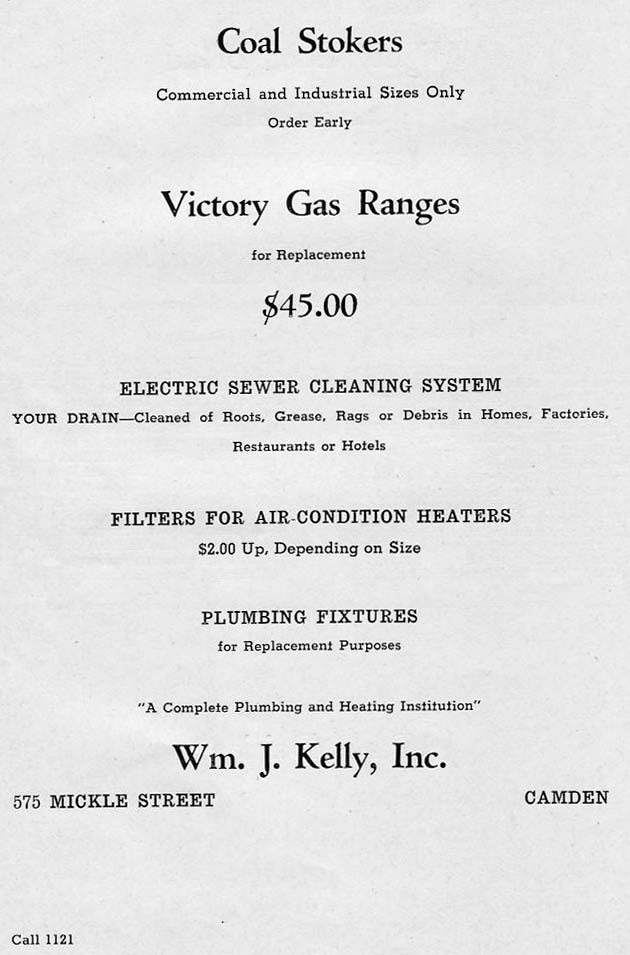 Coal Stokers
Commercial and Industrial Sizes Only
Order Early
Victory Gas Ranges
for Replacement
$45.00
ELECTRIC SEWER CLEANING SYSTEM
YOUR DRAIN—Cleaned of Roots, Grease, Rags or Debris in Homes, Factories,
Restaurants or Hotels
FILTERS FOR AIR-CONDITION HEATERS
$2.00 Up, Depending on Size
PLUMBING FIXTURES
for Replacement Purposes
"A Complete Plumbing and Heating Institution"
Wm. J. Kelly, Inc.
575 MICKLE STREET CAMDEN
Call 1121